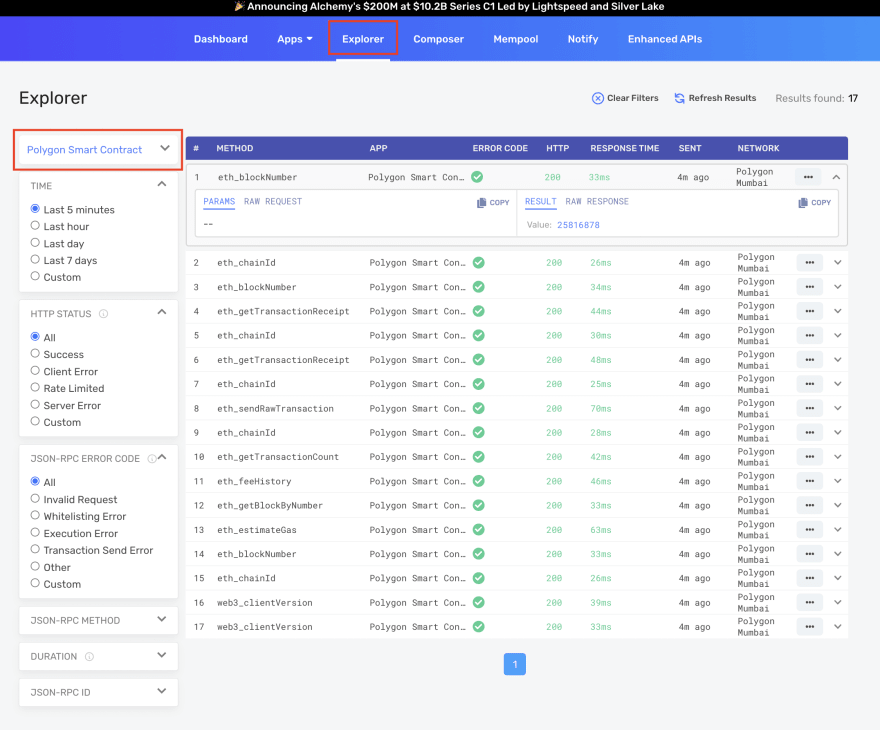 🎉 Announcing Alchemy's $200M at $10.2B Series C1 Led by Lightspeed and Silver Lake
Dashboard Apps Explorer Composer Mempool Notify Enhanced APIs
Explorer
Clear Filters Refresh Results Results found: 17
Polygon Smart Contract
TIME
Last 5 minutes
Last hour
Last day
Last 7 days
Custom
HTTP STATUS
All
Success
Client Error
Rate Limited
Server Error
Custom
JSON-RPC ERROR CODE
All
Invalid Request
Whitelisting Error
Execution Error
Transaction Send Error
Other
Custom
JSON-RPC METHOD
DURATION
JSON-RPC ID
# METHOD APP ERROR CODE HTTP RESPONSE TIME SENT NETWORK
1 eth_blockNumber Polygon Smart Con… 200 33ms 4m ago Polygon Mumbai
PARAMS RAW REQUEST COPY
--
RESULT RAW RESPONSE COPY
Value: 25816878
2 eth_chainId Polygon Smart Con… 200 26ms 4m ago Polygon Mumbai
3 eth_blockNumber Polygon Smart Con… 200 34ms 4m ago Polygon Mumbai
4 eth_getTransactionReceipt Polygon Smart Con… 200 44ms 4m ago Polygon Mumbai
5 eth_chainId Polygon Smart Con… 200 30ms 4m ago Polygon Mumbai
6 eth_getTransactionReceipt Polygon Smart Con… 200 48ms 4m ago Polygon Mumbai
7 eth_chainId Polygon Smart Con… 200 25ms 4m ago Polygon Mumbai
8 eth_sendRawTransaction Polygon Smart Con… 200 70ms 4m ago Polygon Mumbai
9 eth_chainId Polygon Smart Con… 200 28ms 4m ago Polygon Mumbai
10 eth_getTransactionCount Polygon Smart Con… 200 42ms 4m ago Polygon Mumbai
11 eth_feeHistory Polygon Smart Con… 200 46ms 4m ago Polygon Mumbai
12 eth_getBlockByNumber Polygon Smart Con… 200 33ms 4m ago Polygon Mumbai
13 eth_estimateGas Polygon Smart Con… 200 63ms 4m ago Polygon Mumbai
14 eth_blockNumber Polygon Smart Con… 200 33ms 4m ago Polygon Mumbai
15 eth_chainId Polygon Smart Con… 200 26ms 4m ago Polygon Mumbai
16 web3_clientVersion Polygon Smart Con… 200 39ms 4m ago Polygon Mumbai
17 web3_clientVersion Polygon Smart Con… 200 33ms 4m ago Polygon Mumbai
1